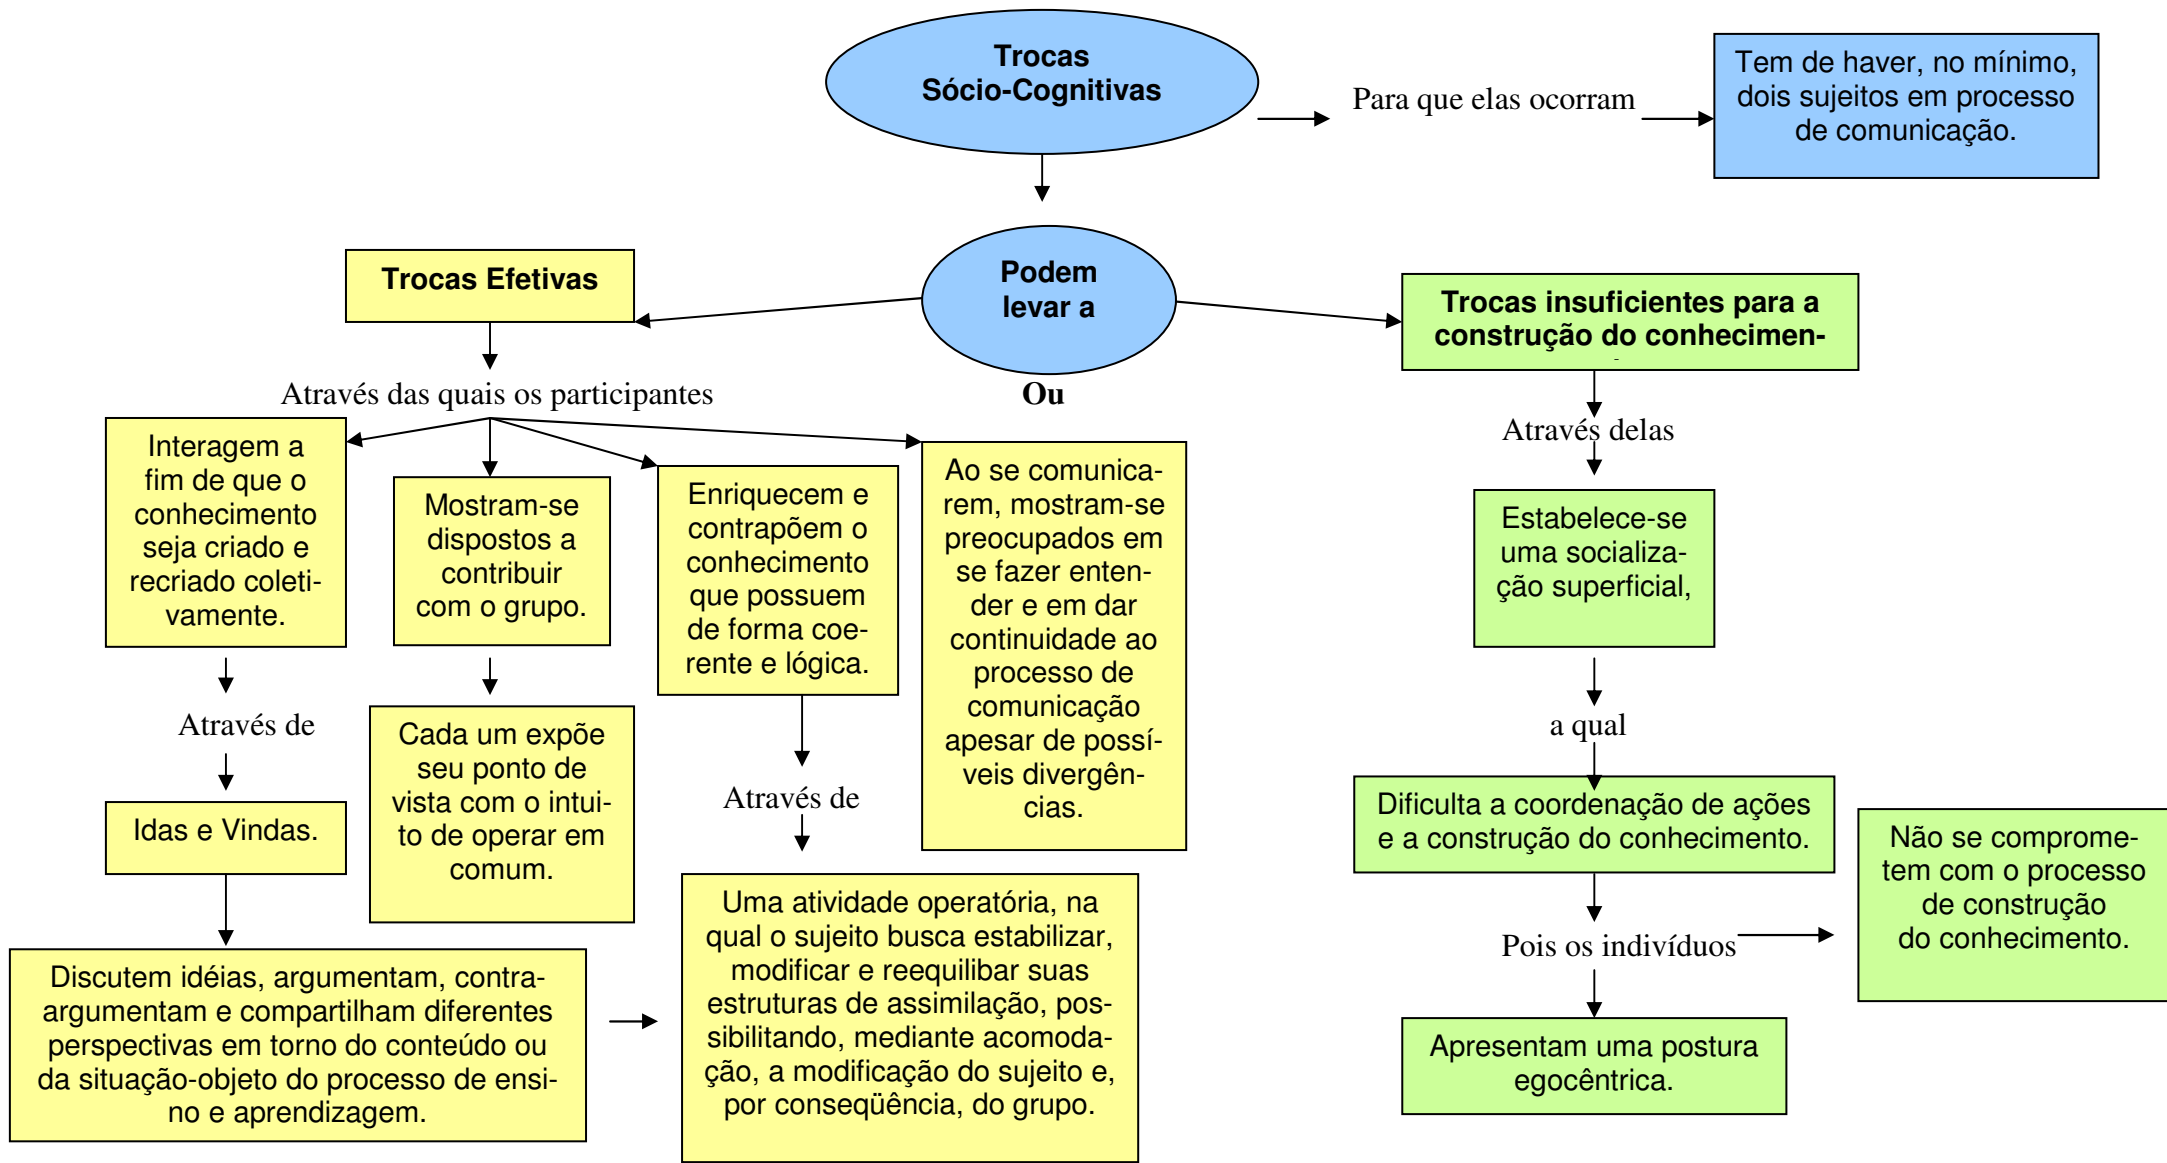 Trocas
Sócio-Cognitivas
Para que elas ocorram
Tem de haver, no mínimo,
dois sujeitos em processo
de comunicação.
Podem
levar a
Ou
Trocas Efetivas
Através das quais os participantes
Interagem a
fim de que o
conhecimento
seja criado e
recriado coleti-
vamente.
Através de
Idas e Vindas.
Discutem idéias, argumentam, contra-
argumentam e compartilham diferentes
perspectivas em torno do conteúdo ou
da situação-objeto do processo de ensi-
no e aprendizagem.
Mostram-se
dispostos a
contribuir
com o grupo.
Cada um expõe
seu ponto de
vista com o intui-
to de operar em
comum.
Enriquecem e
contrapõem o
conhecimento
que possuem
de forma coe-
rente e lógica.
Através de
Uma atividade operatória, na
qual o sujeito busca estabilizar,
modificar e reequilibar suas
estruturas de assimilação, pos-
sibilitando, mediante acomoda-
ção, a modificação do sujeito e,
por conseqüência, do grupo.
Ao se comunica-
rem, mostram-se
preocupados em
se fazer enten-
der e em dar
continuidade ao
processo de
comunicação
apesar de possí-
veis divergên-
cias.
Trocas insuficientes para a
construção do conhecimen-
Através delas
Estabelece-se
uma socializa-
ção superficial,
a qual
Dificulta a coordenação de ações
e a construção do conhecimento.
Pois os indivíduos
Não se comprome-
tem com o processo
de construção
do conhecimento.
Apresentam uma postura
egocêntrica.